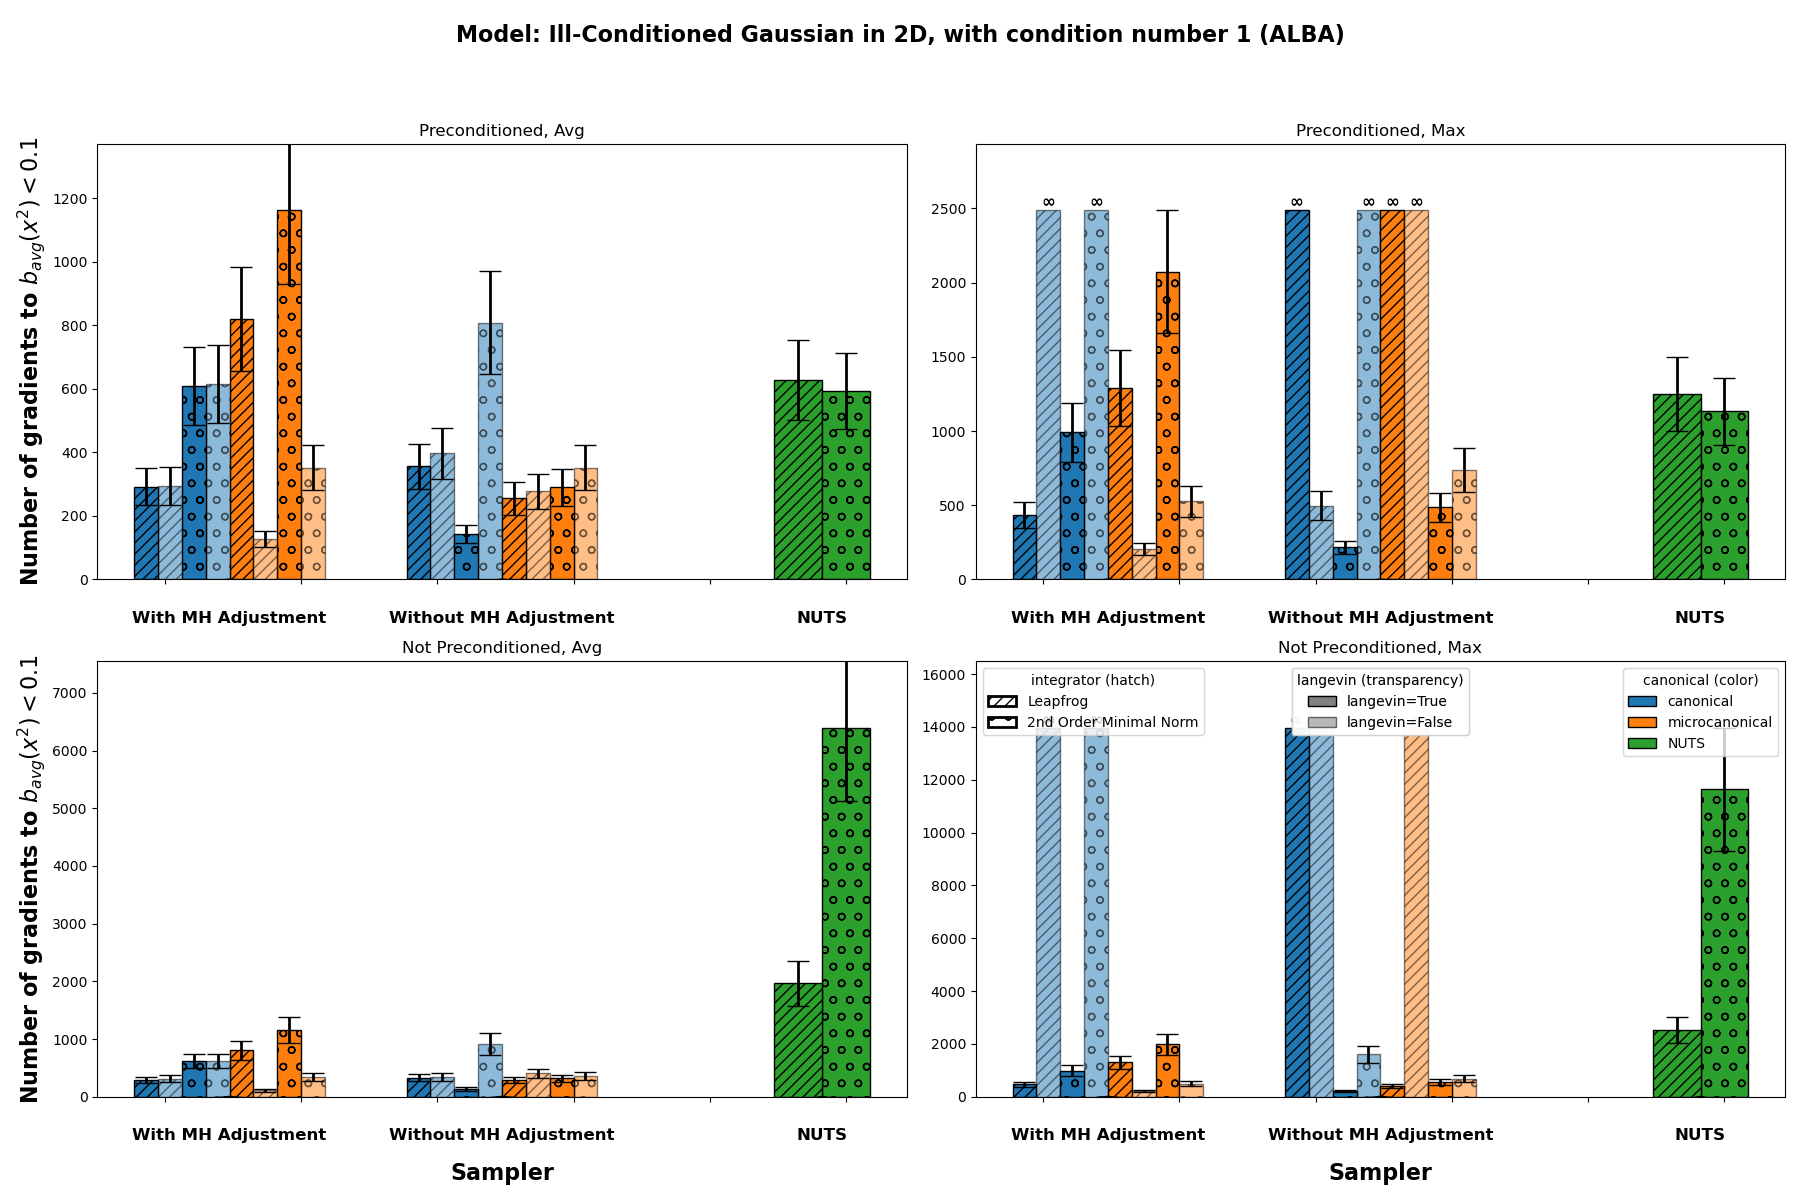 Model: Ill-Conditioned Gaussian in 2D, with condition number 1 (ALBA)
Preconditioned, Avg
Number of gradients to b_avg(x²) < 0.1
1200
1000
800
600
400
200
0
With MH Adjustment
Without MH Adjustment
NUTS
Preconditioned, Max
∞ ∞ ∞ ∞ ∞ ∞
2500
2000
1500
1000
500
0
With MH Adjustment
Without MH Adjustment
NUTS
Not Preconditioned, Avg
Number of gradients to b_avg(x²) < 0.1
7000
6000
5000
4000
3000
2000
1000
0
With MH Adjustment
Without MH Adjustment
NUTS
Sampler
Not Preconditioned, Max
16000
14000
12000
10000
8000
6000
4000
2000
0
integrator (hatch)
Leapfrog
2nd Order Minimal Norm
langevin (transparency)
langevin=True
langevin=False
canonical (color)
canonical
microcanonical
NUTS
With MH Adjustment
Without MH Adjustment
NUTS
Sampler